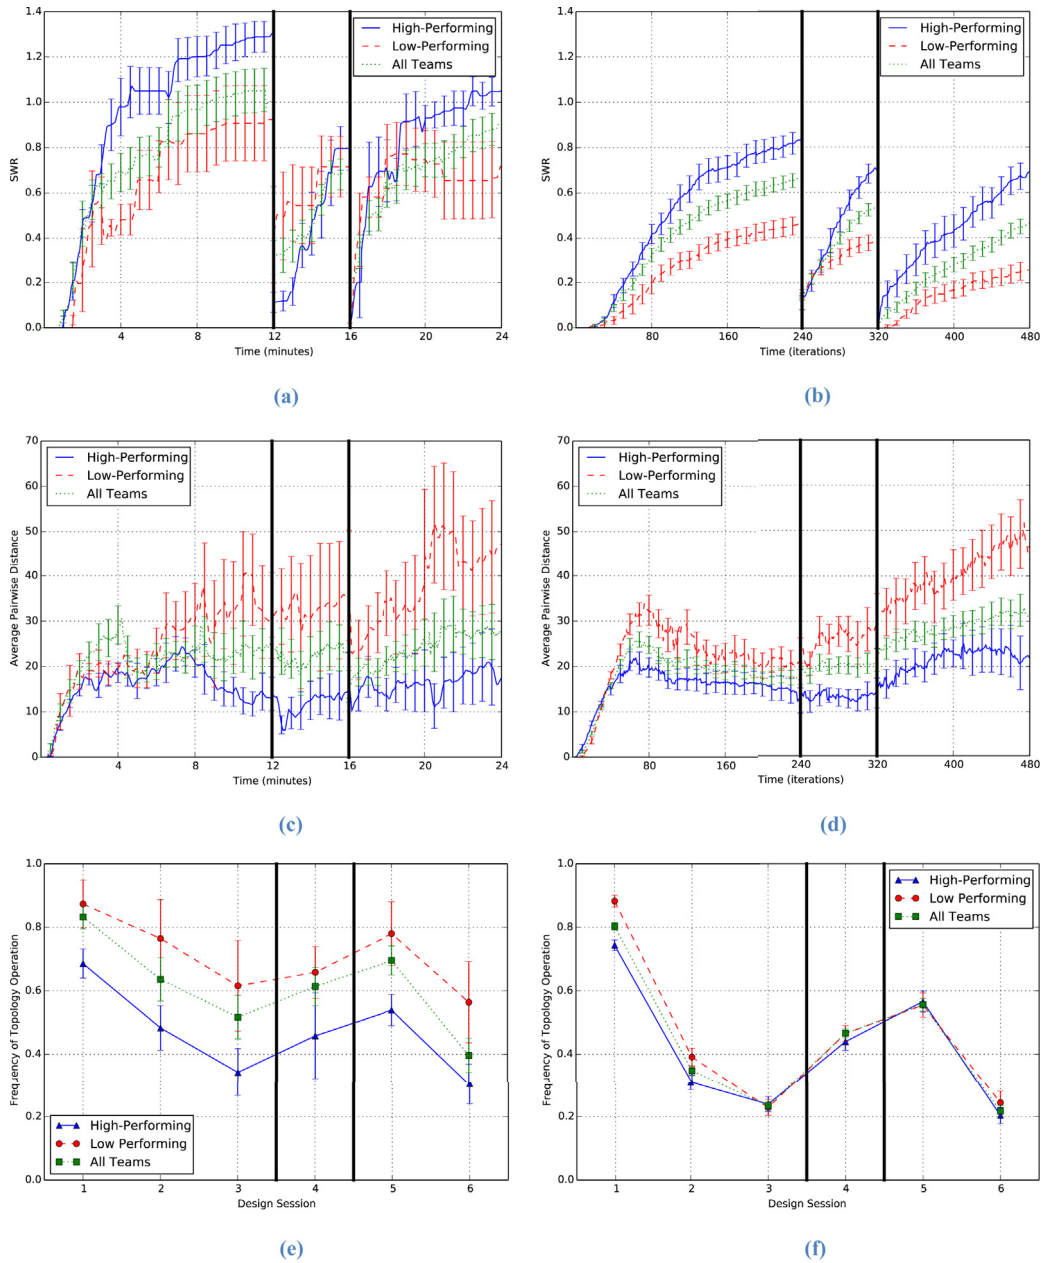 1.4
1.2
1.0
0.8
0.6
0.4
0.2
0.0
SWR
High-Performing
Low-Performing
All Teams
4 8 12 16 20 24
Time (minutes)
(a)
1.4
1.2
1.0
0.8
0.6
0.4
0.2
0.0
SWR
High-Performing
Low-Performing
All Teams
80 160 240 320 400 480
Time (iterations)
(b)
70
60
50
40
30
20
10
0
Average Pairwise Distance
High-Performing
Low-Performing
All Teams
4 8 12 16 20 24
Time (minutes)
(c)
70
60
50
40
30
20
10
0
Average Pairwise Distance
High-Performing
Low-Performing
All Teams
80 160 240 320 400 480
Time (iterations)
(d)
1.0
0.8
0.6
0.4
0.2
0.0
Frequency of Topology Operation
High-Performing
Low Performing
All Teams
1 2 3 4 5 6
Design Session
(e)
1.0
0.8
0.6
0.4
0.2
0.0
Frequency of Topology Operation
High-Performing
Low Performing
All Teams
1 2 3 4 5 6
Design Session
(f)